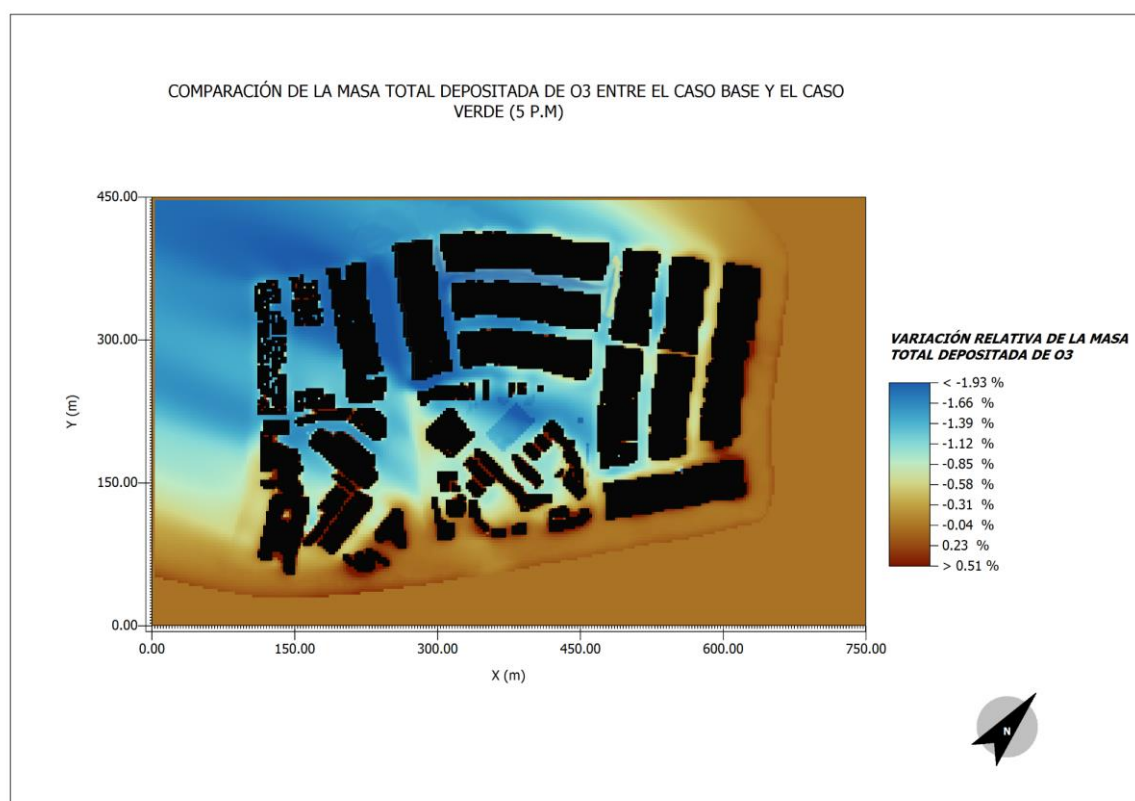 COMPARACIÓN DE LA MASA TOTAL DEPOSITADA DE O3 ENTRE EL CASO BASE Y EL CASO
VERDE (5 P.M)
450.00
300.00
150.00
0.00
Y (m)
0.00 150.00 300.00 450.00 600.00 750.00
X (m)
VARIACIÓN RELATIVA DE LA MASA
TOTAL DEPOSITADA DE O3
< -1.93 %
-1.66 %
-1.39 %
-1.12 %
-0.85 %
-0.58 %
-0.31 %
-0.04 %
0.23 %
> 0.51 %
N